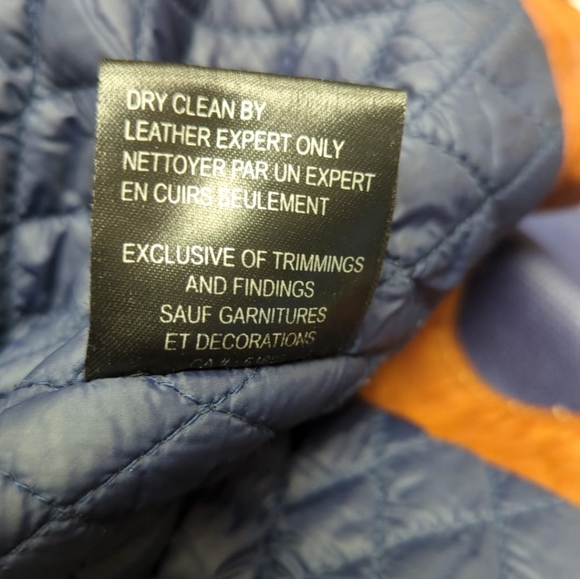 DRY CLEAN BY
LEATHER EXPERT ONLY
NETTOYER PAR UN EXPERT
EN CUIRS SEULEMENT
EXCLUSIVE OF TRIMMINGS
AND FINDINGS
SAUF GARNITURES
ET DECORATIONS
CA #